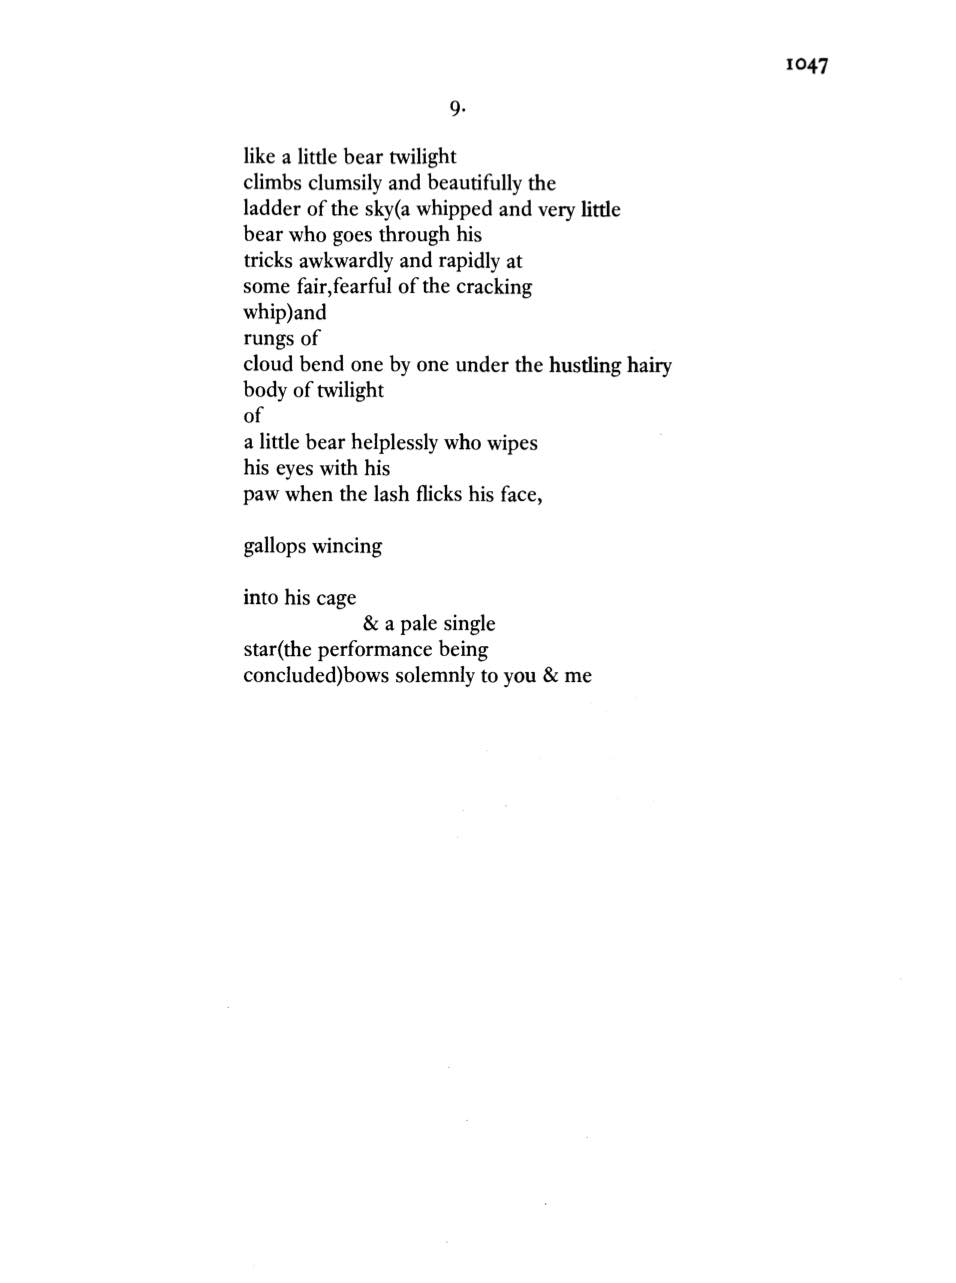 1047
9.
like a little bear twilight
climbs clumsily and beautifully the
ladder of the sky(a whipped and very little
bear who goes through his
tricks awkwardly and rapidly at
some fair,fearful of the cracking
whip)and
rungs of
cloud bend one by one under the hustling hairy
body of twilight
of
a little bear helplessly who wipes
his eyes with his
paw when the lash flicks his face,
gallops wincing
into his cage
& a pale single
star(the performance being
concluded)bows solemnly to you & me